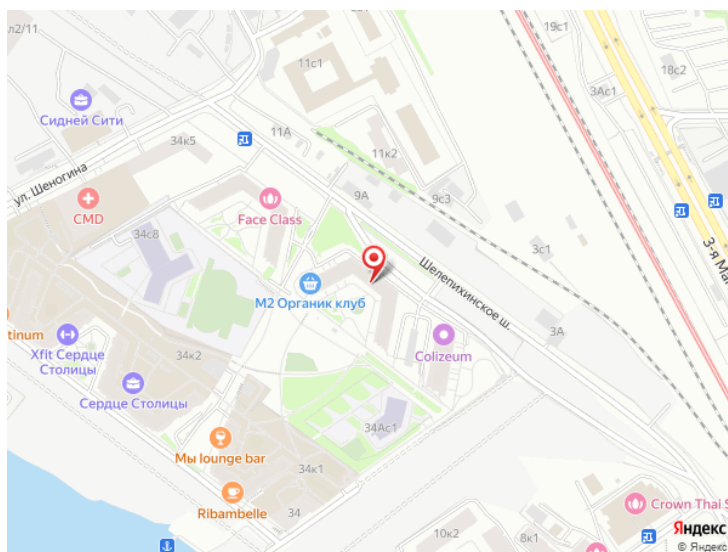 л2/11
19с1
11с1
3Ас1
18с2
Сидней Сити
34к5
11А
11к2
ул. Шеногина
9А
9с3
CMD
Face Class
3-я Ма
34с8
3с1
Шелепихинское ш.
М2 Органик клуб
3А
tinum
Xfit Сердце
Столицы
34к2
Colizeum
Сердце Столицы
34Ас1
Мы lounge bar
34к1
Ribambelle
34
Crown Thai S
10к2
8к1
Яндекс
© Яндекс